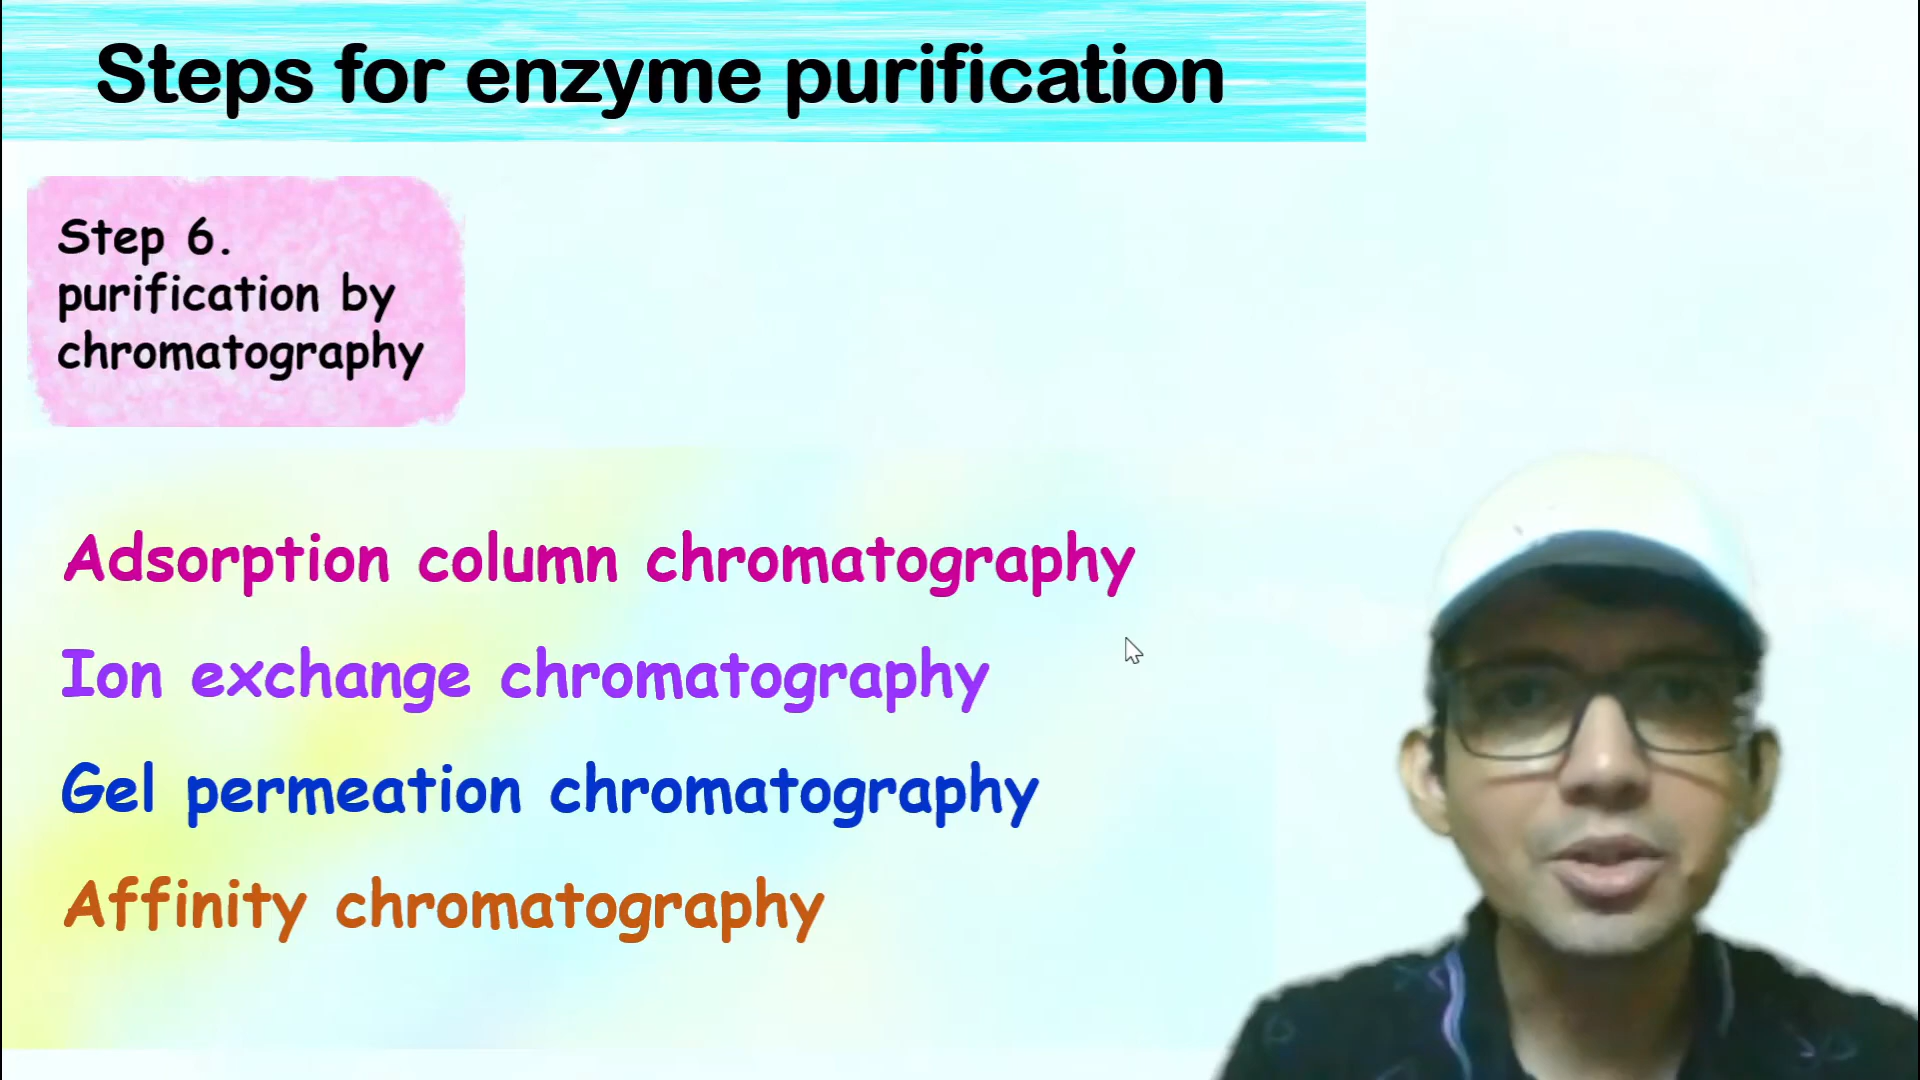 Steps for enzyme purification
Step 6.
purification by
chromatography
Adsorption column chromatography
Ion exchange chromatography
Gel permeation chromatography
Affinity chromatography